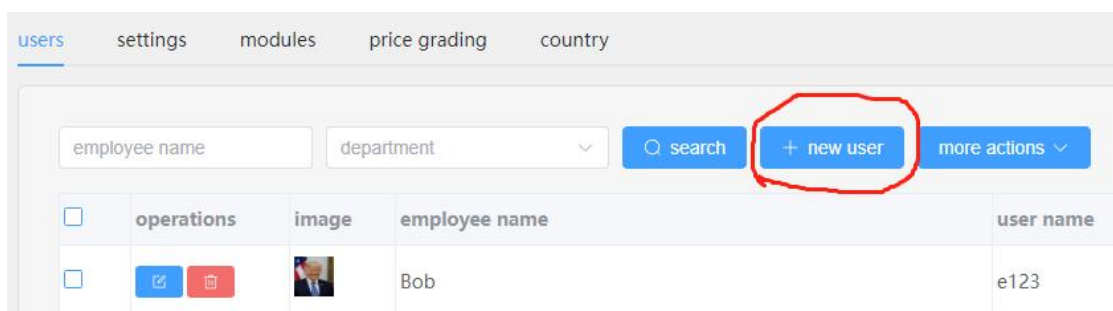 users settings modules price grading country
employee name department search + new user more actions
operations image employee name user name
Bob e123